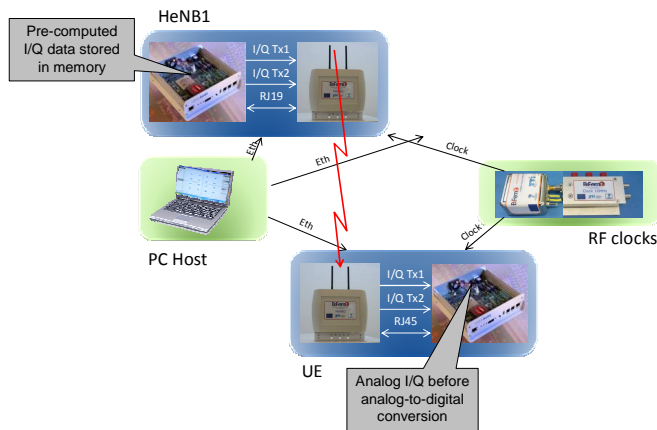 HeNB1
Pre-computed
I/Q data stored
in memory
I/Q Tx1
I/Q Tx2
RJ19
Eth
Eth
Clock
Eth
Clock
PC Host
RF clocks
I/Q Tx1
I/Q Tx2
RJ45
UE
Analog I/Q before
analog-to-digital
conversion